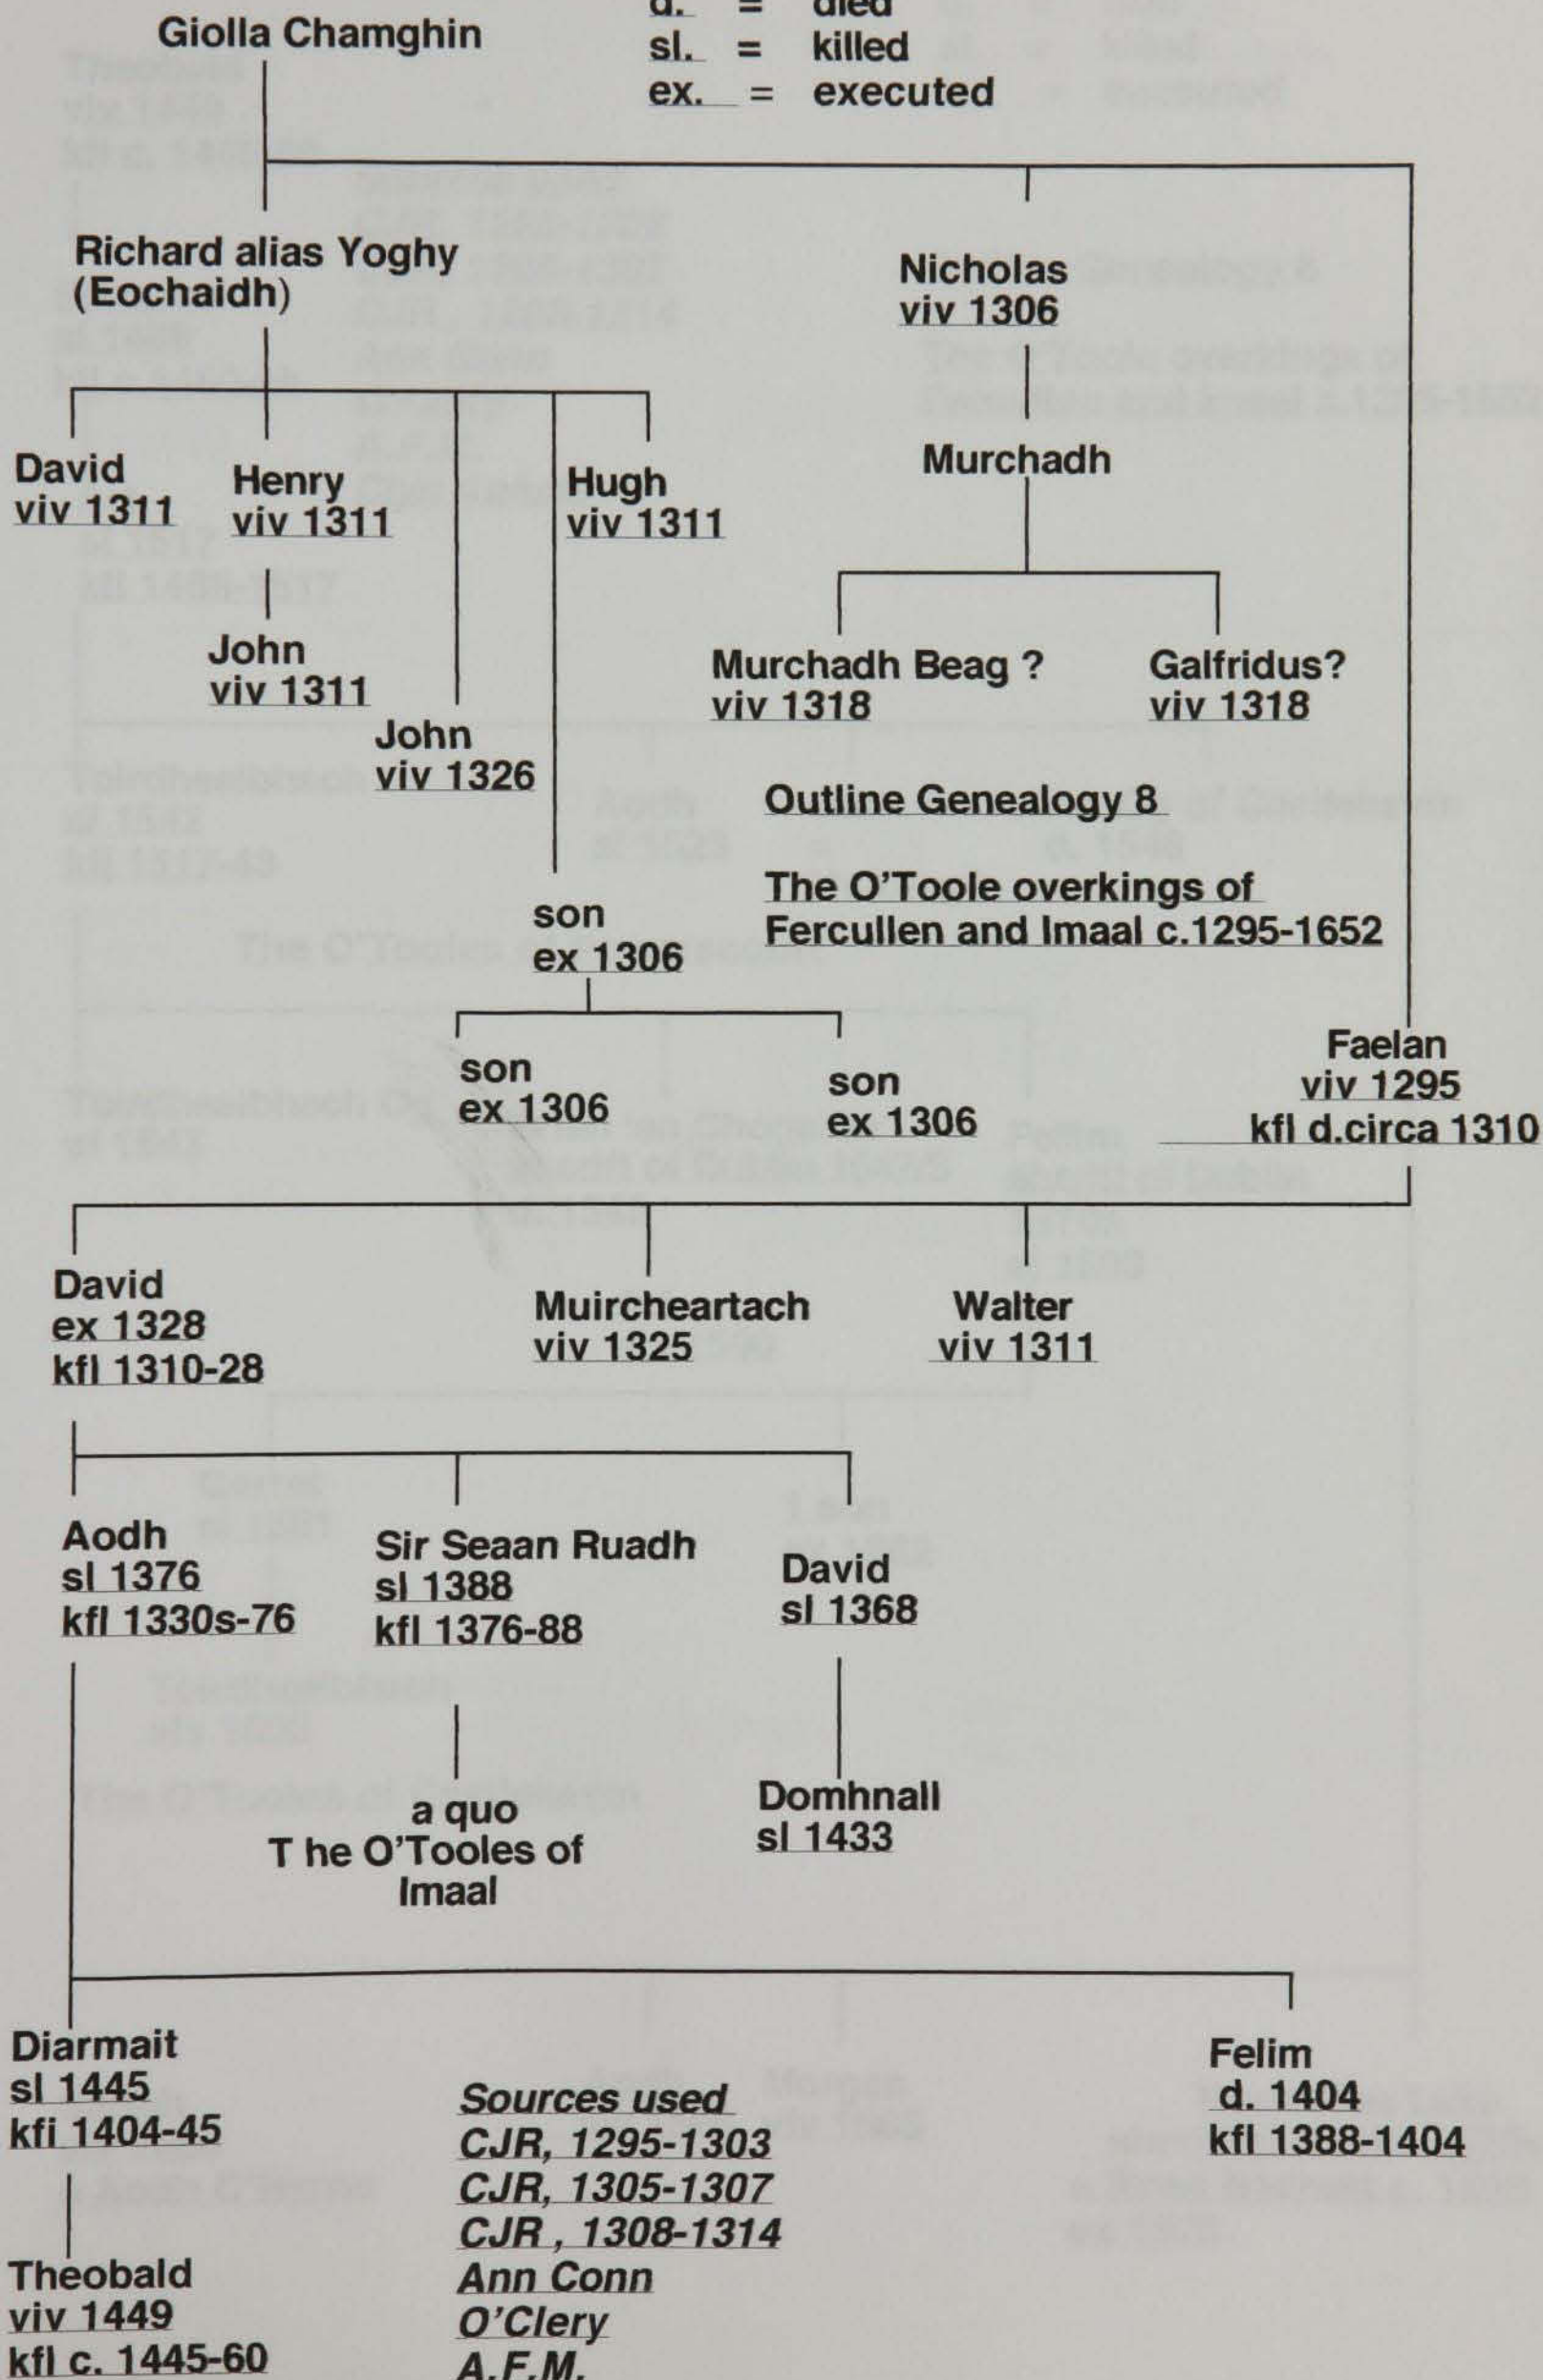 d. = died
Giolla Chamghin
sl. = killed
ex. = executed
Richard alias Yoghy
(Eochaidh)
Nicholas
viv 1306
David
viv 1311
Henry
viv 1311
Hugh
viv 1311
Murchadh
John
viv 1311
Murchadh Beag ?
viv 1318
Galfridus?
viv 1318
John
viv 1326
Outline Genealogy 8
The O'Toole overkings of
Fercullen and Imaal c.1295-1652
son
ex 1306
son
ex 1306
son
ex 1306
Faelan
viv 1295
kfl d.circa 1310
David
ex 1328
kfl 1310-28
Muircheartach
viv 1325
Walter
viv 1311
Aodh
sl 1376
kfl 1330s-76
Sir Seaan Ruadh
sl 1388
kfl 1376-88
David
sl 1368
a quo
T he O'Tooles of
Imaal
Domhnall
sl 1433
Diarmait
sl 1445
kfi 1404-45
Felim
d. 1404
kfl 1388-1404
Theobald
viv 1449
kfl c. 1445-60
Sources used
CJR, 1295-1303
CJR, 1305-1307
CJR , 1308-1314
Ann Conn
O'Clery
A.F.M.